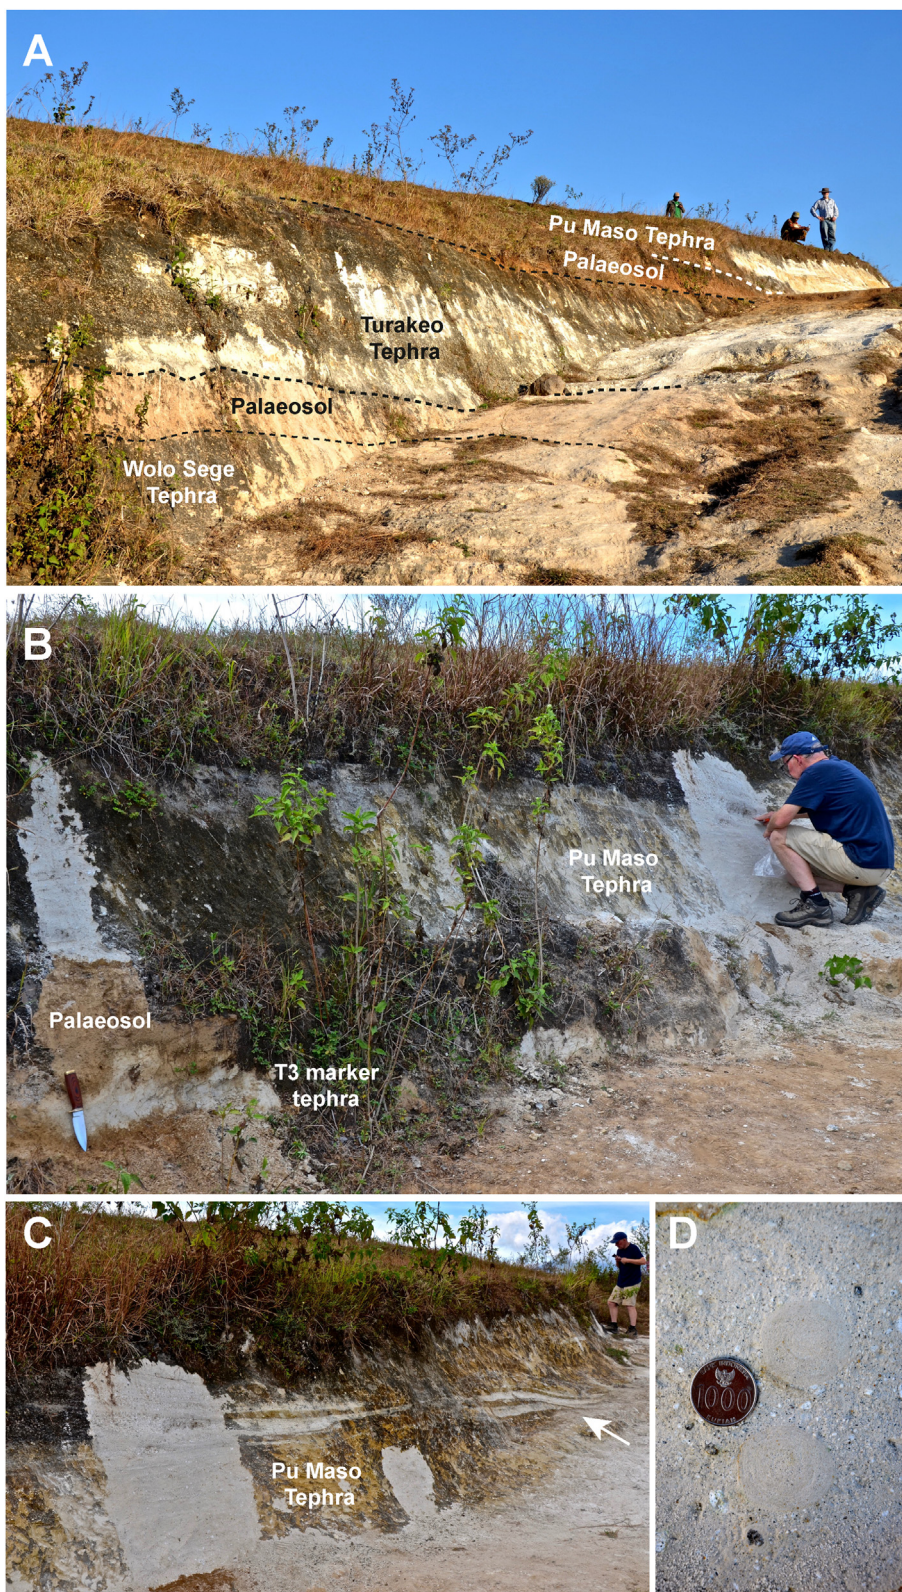 A
Pu Maso Tephra
Palaeosol
Turakeo
Tephra
Palaeosol
Wolo Sege
Tephra
B
Pu Maso
Tephra
Palaeosol
T3 marker
tephra
C
Pu Maso
Tephra
D
1000
RUPIAH